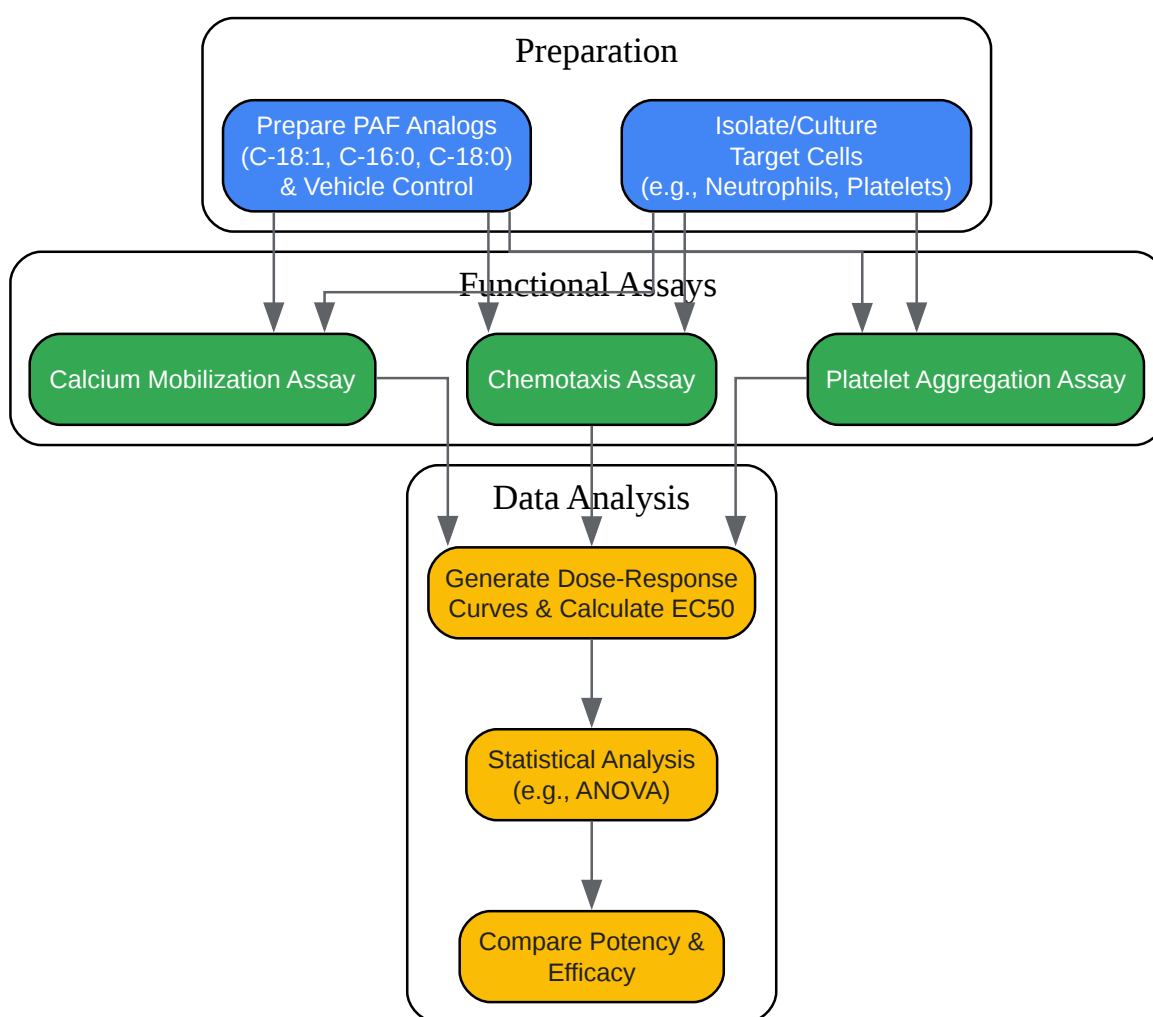 Preparation
Prepare PAF Analogs
(C-18:1, C-16:0, C-18:0)
& Vehicle Control
Isolate/Culture
Target Cells
(e.g., Neutrophils, Platelets)
Functional Assays
Calcium Mobilization Assay
Chemotaxis Assay
Platelet Aggregation Assay
Data Analysis
Generate Dose-Response
Curves & Calculate EC50
Statistical Analysis
(e.g., ANOVA)
Compare Potency &
Efficacy